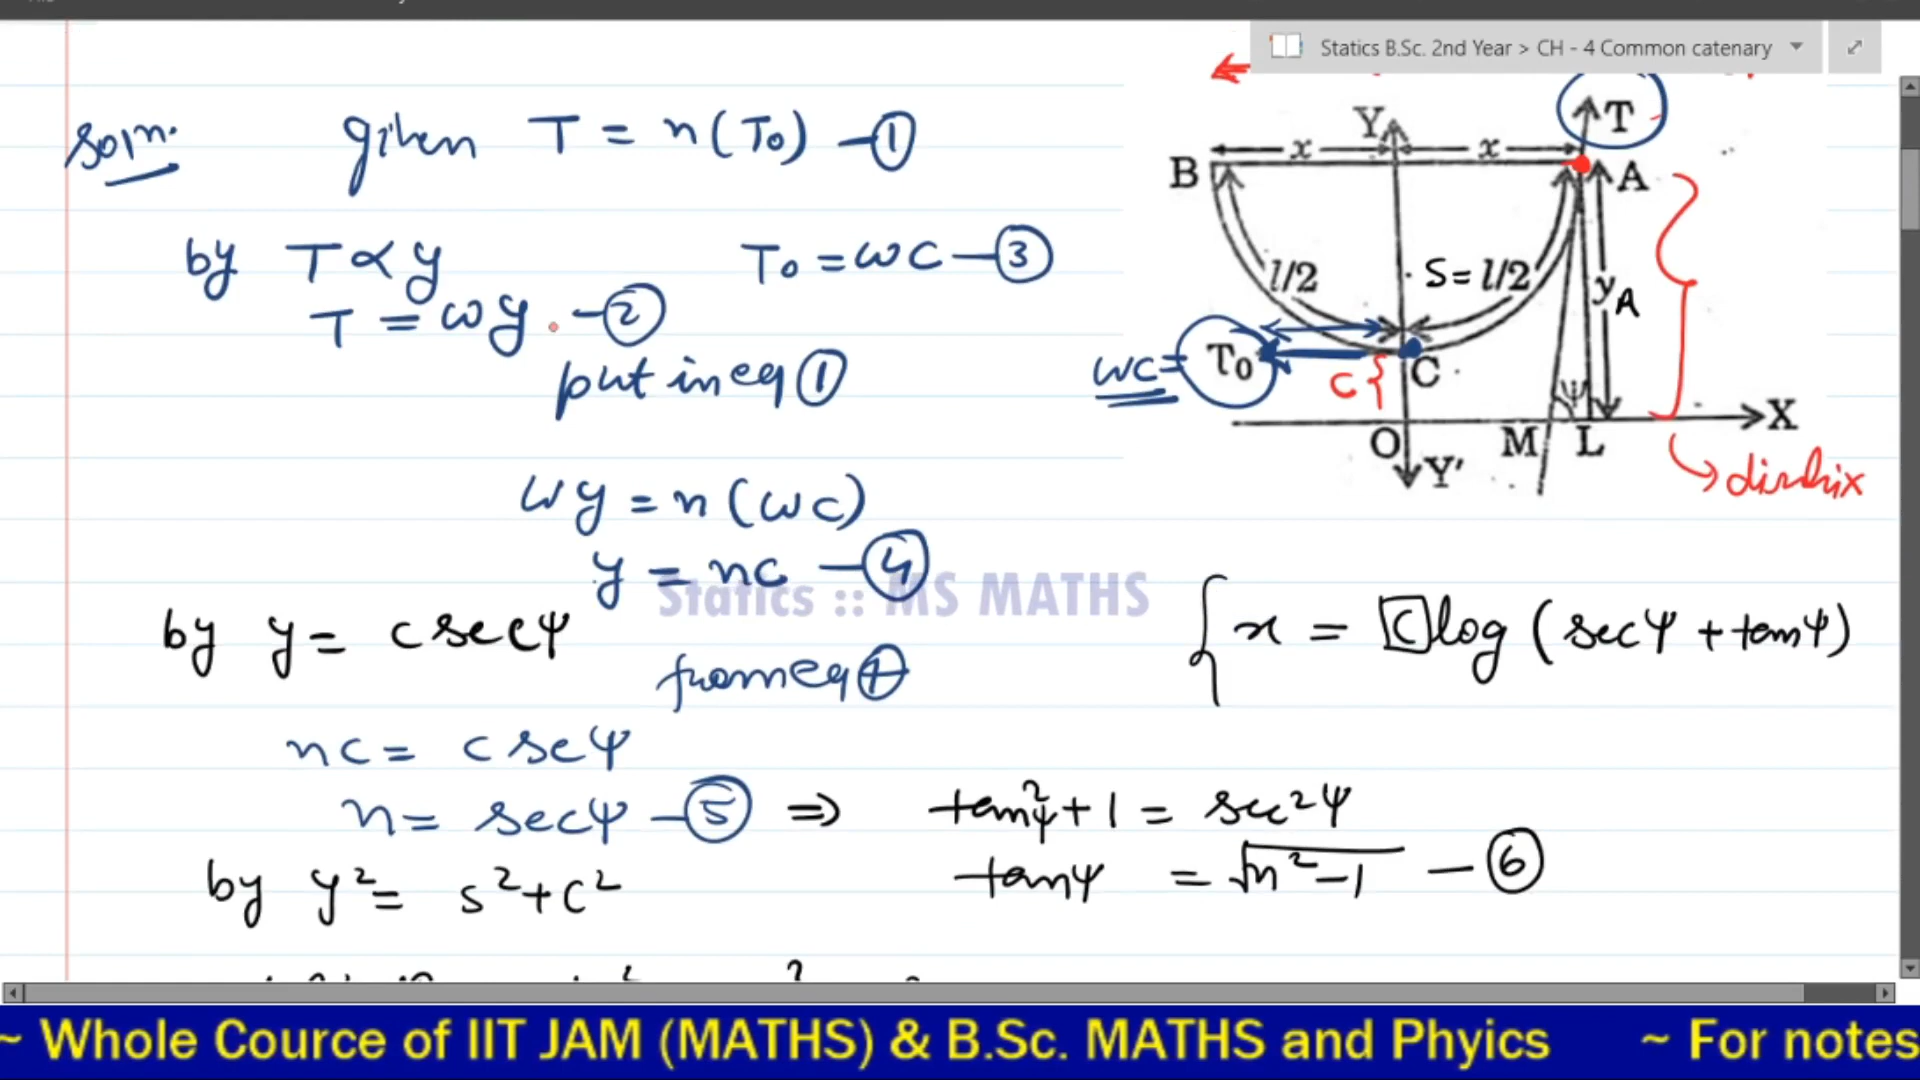 Statics B.Sc. 2nd Year > CH - 4 Common catenary
Soln. given T = n(T₀) — ①
by T ∝ y T₀ = wc — ③
T = wy. — ②
put in eq ①
wy = n (wc)
y = nc — ④
by y = c secψ
from eq ④
nc = c secψ
n = secψ — ⑤ ⇒ tan²ψ + 1 = sec²ψ
by y² = s² + c² tanψ = √n² - 1 — ⑥
Y T
B x x A
l/2 S = l/2 y A
wc = T₀ c { C
ψ
O M L X
Y'
{ x = c log (secψ + tanψ)
Statics :: MS MATHS
~ Whole Cource of IIT JAM (MATHS) & B.Sc. MATHS and Phyics ~ For notes